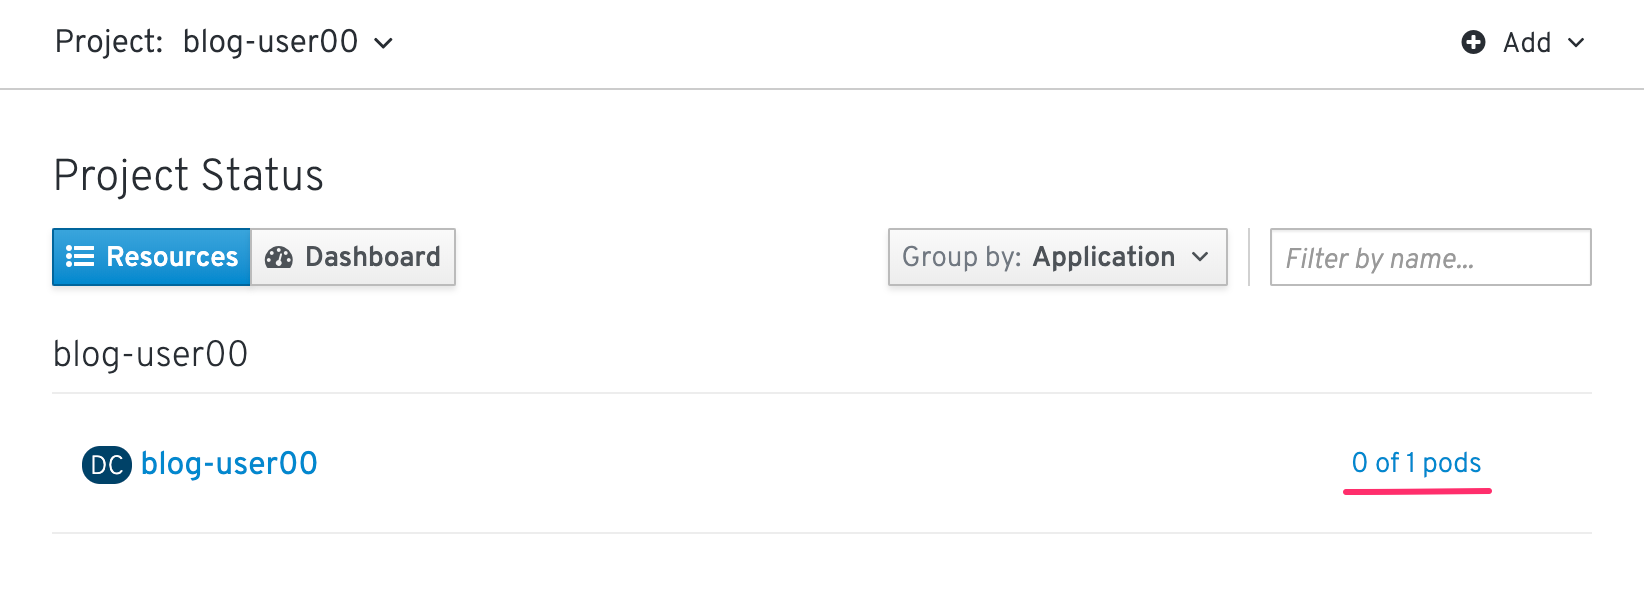 Project: blog-user00 Add
Project Status
Resources Dashboard Group by: Application Filter by name...
blog-user00
DC blog-user00 0 of 1 pods